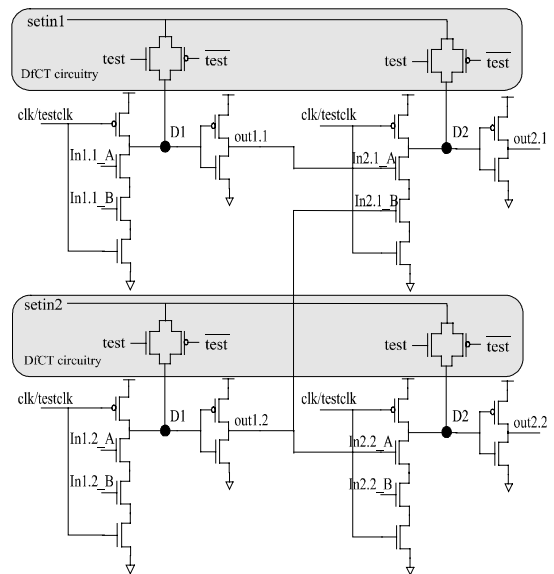 setin1
test
test
test
test
DfCT circuitry
clk/testclk
D1
out1.1
In1.1_A
In1.1_B
clk/testclk
D2
out2.1
In2.1_A
In2.1_B
setin2
test
test
test
test
DfCT circuitry
clk/testclk
D1
out1.2
In1.2_A
In1.2_B
clk/testclk
D2
out2.2
In2.2_A
In2.2_B